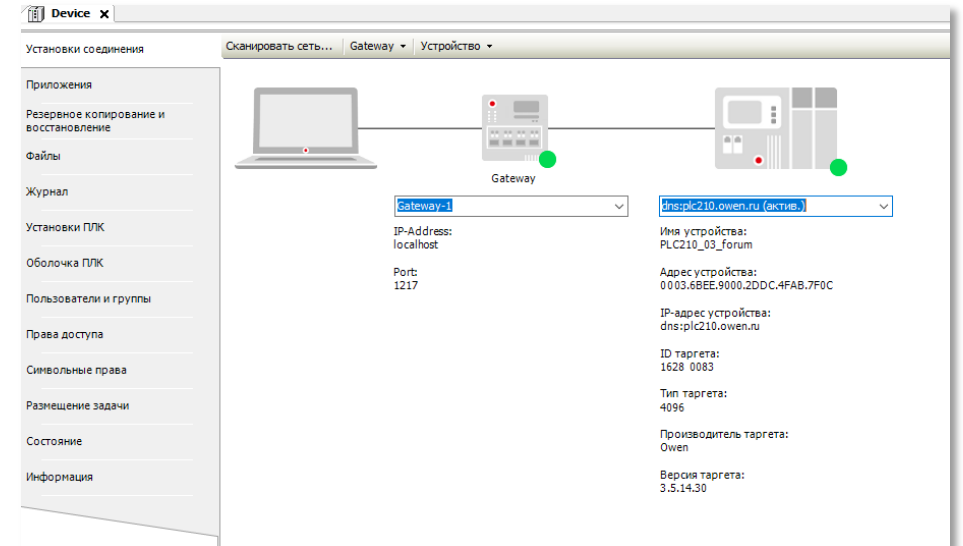 Device
Установки соединения
Сканировать сеть... Gateway Устройство
Приложения
Резервное копирование и
восстановление
Файлы
Журнал
Установки ПЛК
Оболочка ПЛК
Пользователи и группы
Права доступа
Символьные права
Размещение задачи
Состояние
Информация
Gateway
Gateway-1
IP-Address:
localhost
Port:
1217
dns:plc210.owen.ru (актив.)
Имя устройства:
PLC210_03_forum
Адрес устройства:
0003.6BEE.9000.2DDC.4FAB.7F0C
IP-адрес устройства:
dns:plc210.owen.ru
ID таргета:
1628 0083
Тип таргета:
4096
Производитель таргета:
Owen
Версия таргета:
3.5.14.30